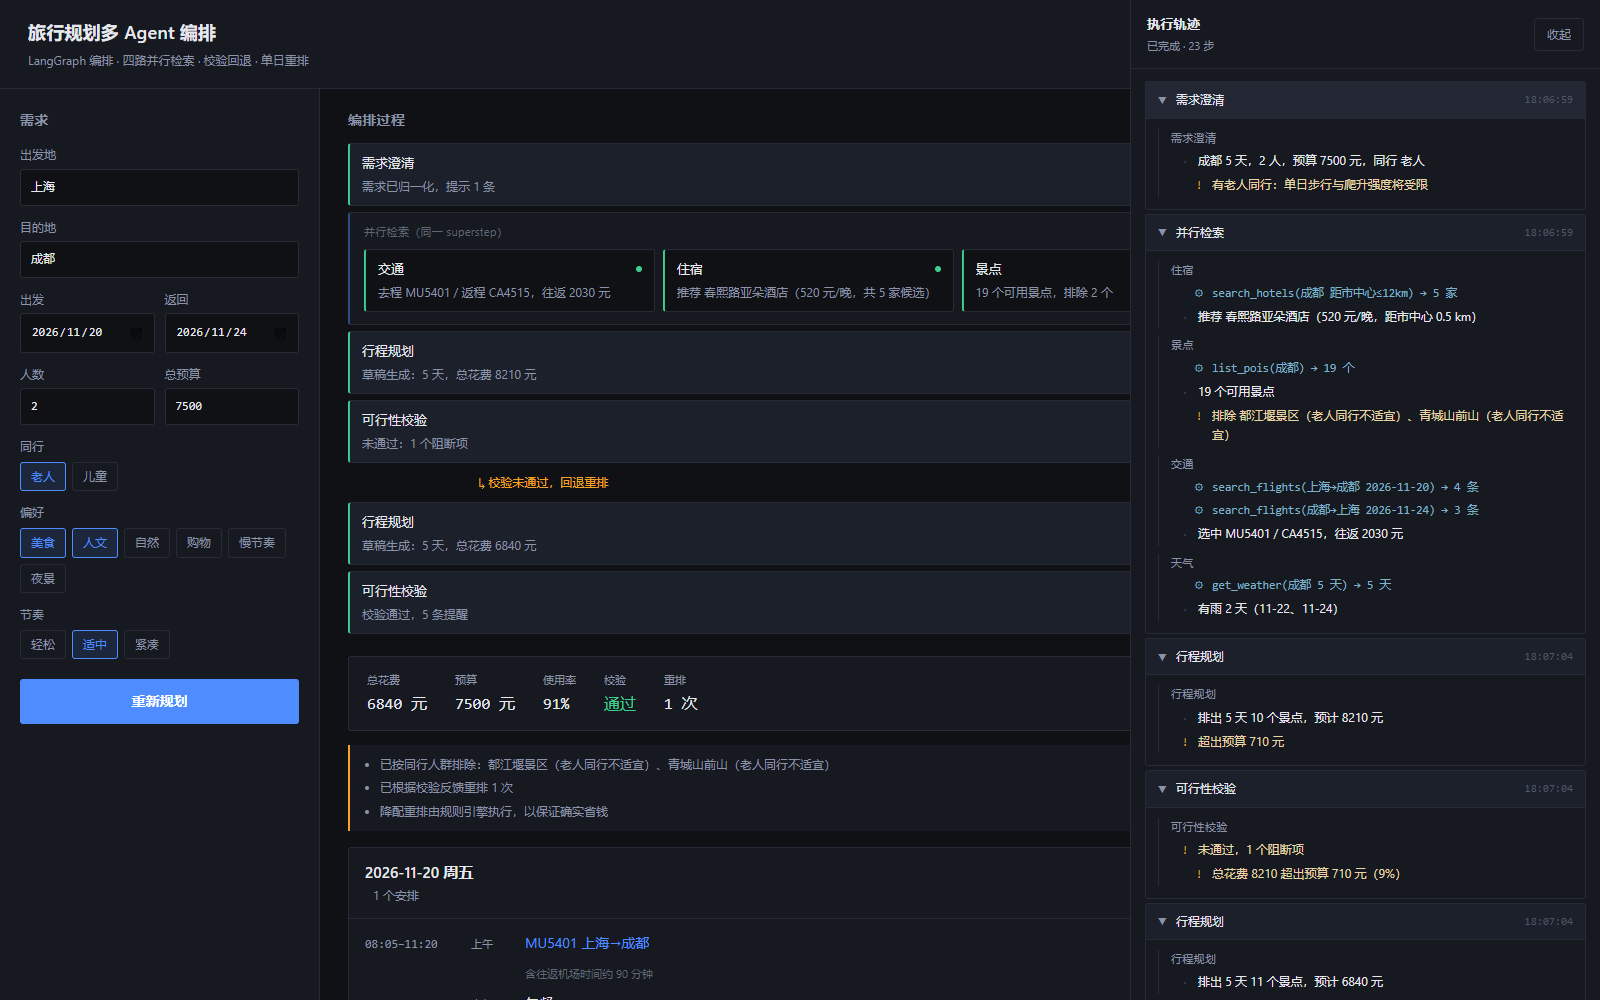 旅行规划多 Agent 编排
LangGraph 编排 · 四路并行检索 · 校验回退 · 单日重排
需求
出发地
上海
目的地
成都
出发
返回
2026/11/20
2026/11/24
人数
总预算
2
7500
同行
老人
儿童
偏好
美食
人文
自然
购物
慢节奏
夜景
节奏
轻松
适中
紧凑
重新规划
编排过程
需求澄清
需求已归一化，提示 1 条
并行检索（同一 superstep）
交通
去程 MU5401 / 返程 CA4515，往返 2030 元
住宿
推荐 春熙路亚朵酒店（520 元/晚，共 5 家候选）
景点
19 个可用景点，排除 2 个
行程规划
草稿生成：5 天，总花费 8210 元
可行性校验
未通过：1 个阻断项
↳ 校验未通过，回退重排
行程规划
草稿生成：5 天，总花费 6840 元
可行性校验
校验通过，5 条提醒
总花费
预算
使用率
校验
重排
6840 元
7500 元
91%
通过
1 次
• 已按同行人群排除：都江堰景区（老人同行不适宜）、青城山前山（老人同行不适宜）
• 已根据校验反馈重排 1 次
• 降配重排由规则引擎执行，以保证确实省钱
2026-11-20 周五
1 个安排
08:05–11:20
上午
MU5401 上海→成都
含往返机场时间约 90 分钟
执行轨迹
已完成 · 23 步
收起
▼ 需求澄清
18:06:59
需求澄清
· 成都 5 天，2 人，预算 7500 元，同行 老人
! 有老人同行：单日步行与爬升强度将受限
▼ 并行检索
18:06:59
住宿
⚙ search_hotels(成都 距市中心≤12km) → 5 家
· 推荐 春熙路亚朵酒店（520 元/晚，距市中心 0.5 km）
景点
⚙ list_pois(成都) → 19 个
· 19 个可用景点
! 排除 都江堰景区（老人同行不适宜）、青城山前山（老人同行不适
宜）
交通
⚙ search_flights(上海→成都 2026-11-20) → 4 条
⚙ search_flights(成都→上海 2026-11-24) → 3 条
· 选中 MU5401 / CA4515，往返 2030 元
天气
⚙ get_weather(成都 5 天) → 5 天
· 有雨 2 天（11-22、11-24）
▼ 行程规划
18:07:04
行程规划
· 排出 5 天 10 个景点，预计 8210 元
! 超出预算 710 元
▼ 可行性校验
18:07:04
可行性校验
! 未通过，1 个阻断项
! 总花费 8210 超出预算 710 元（9%）
▼ 行程规划
18:07:04
行程规划
· 排出 5 天 11 个景点，预计 6840 元